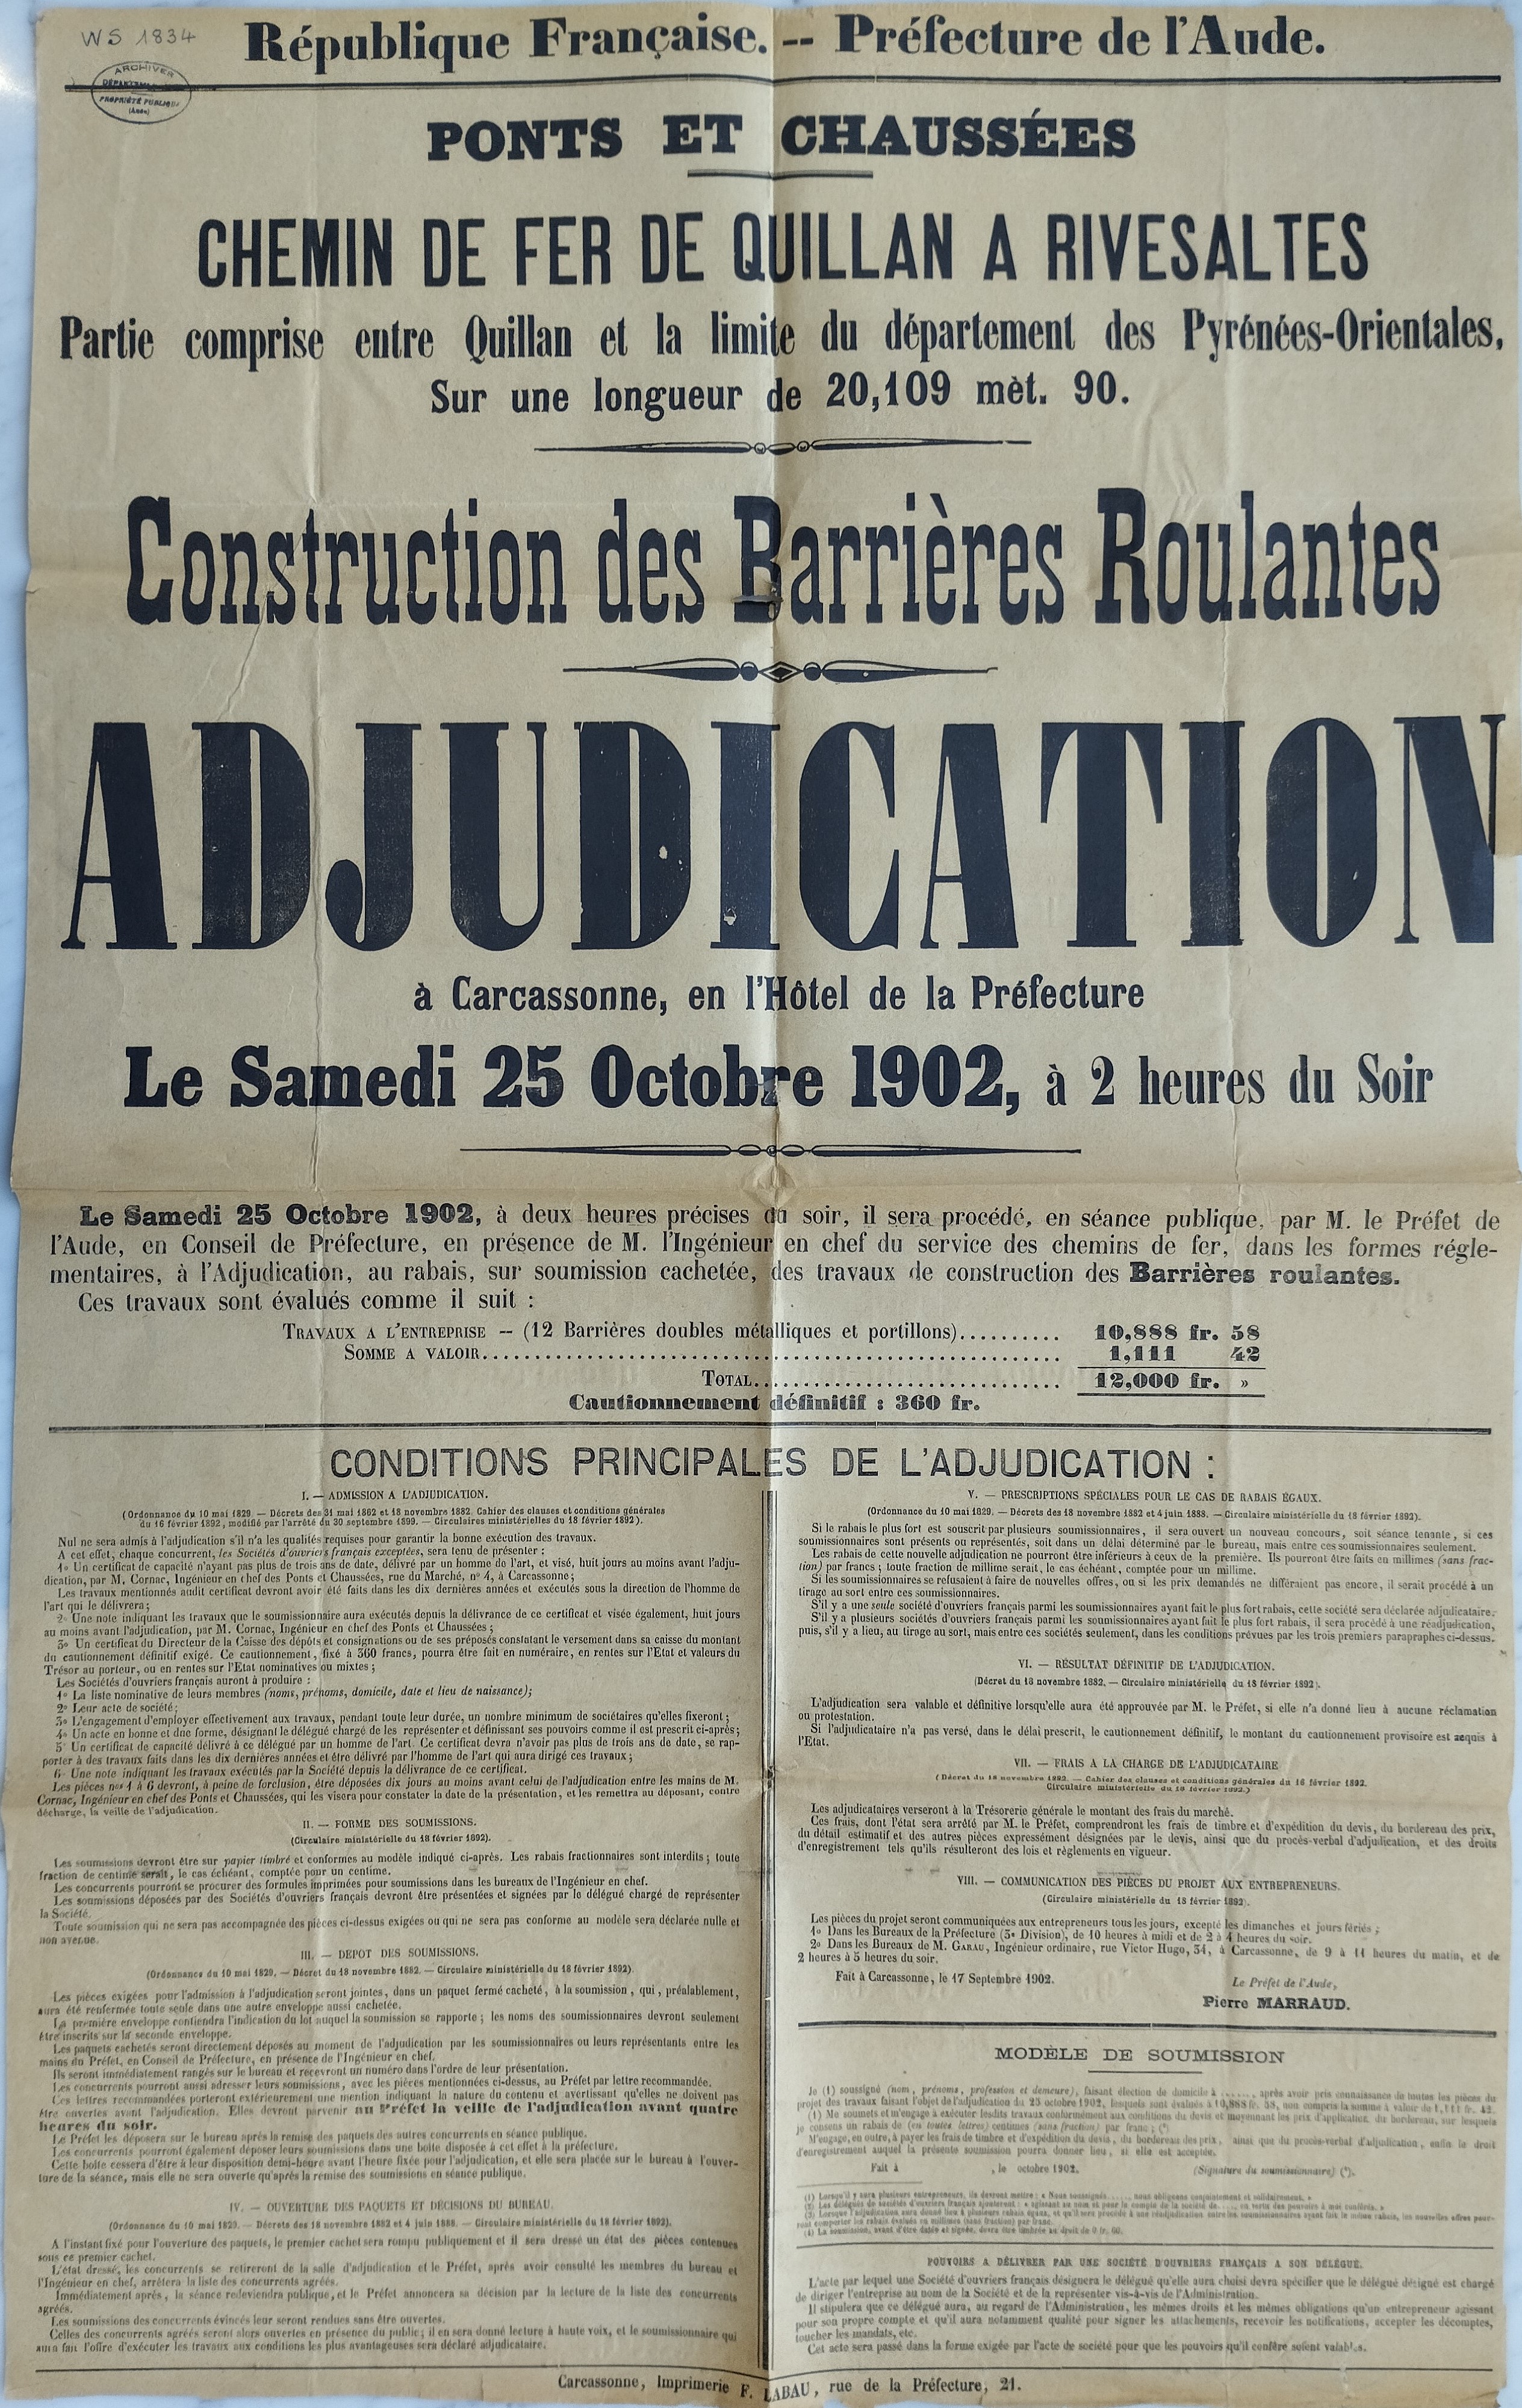 WS 1834
République Française. -- Préfecture de l'Aude.
ARCHIVES
DÉPARTEM
PROPRIÉTÉ PUBLIQUE
(Aude)
PONTS ET CHAUSSÉES
CHEMIN DE FER DE QUILLAN A RIVESALTES
Partie comprise entre Quillan et la limite du département des Pyrénées-Orientales,
Sur une longueur de 20,109 mèt. 90.
Construction des Barrières Roulantes
ADJUDICATION
à Carcassonne, en l'Hôtel de la Préfecture
Le Samedi 25 Octobre 1902, à 2 heures du Soir
Le Samedi 25 Octobre 1902, à deux heures précises du soir, il sera procédé, en séance publique, par M. le Préfet de
l'Aude, en Conseil de Préfecture, en présence de M. l'Ingénieur en chef du service des chemins de fer, dans les formes régle-
mentaires, à l'Adjudication, au rabais, sur soumission cachetée, des travaux de construction des Barrières roulantes.
Ces travaux sont évalués comme il suit :
TRAVAUX A L'ENTREPRISE -- (12 Barrières doubles métalliques et portillons).......... 10,888 fr. 58
SOMME A VALOIR.......... 1,111 42
TOTAL.......... 12,000 fr. »
Cautionnement définitif : 360 fr.
CONDITIONS PRINCIPALES DE L'ADJUDICATION :
I. — ADMISSION A L'ADJUDICATION.
(Ordonnance du 10 mai 1829. — Décrets des 31 mai 1862 et 18 novembre 1882. Cahier des clauses et conditions générales
du 16 février 1892, modifié par l'arrêté du 30 septembre 1899. — Circulaires ministérielles du 18 février 1892).
Nul ne sera admis à l'adjudication s'il n'a les qualités requises pour garantir la bonne exécution des travaux.
A cet effet, chaque concurrent, les Sociétés d'ouvriers français exceptées, sera tenu de présenter :
1º Un certificat de capacité n'ayant pas plus de trois ans de date, délivré par un homme de l'art, et visé, huit jours au moins avant l'adju-
dication, par M. Cornac, Ingénieur en chef des Ponts et Chaussées, rue du Marché, nº 4, à Carcassonne ;
Les travaux mentionnés audit certificat devront avoir été faits dans les dix dernières années et exécutés sous la direction de l'homme de
l'art qui le délivrera ;
2º Une note indiquant les travaux que le soumissionnaire aura exécutés depuis la délivrance de ce certificat et visée également, huit jours
au moins avant l'adjudication, par M. Cornac, Ingénieur en chef des Ponts et Chaussées ;
3º Un certificat du Directeur de la Caisse des dépôts et consignations ou de ses préposés constatant le versement dans sa caisse du montant
du cautionnement définitif exigé. Ce cautionnement, fixé à 360 francs, pourra être fait en numéraire, en rentes sur l'Etat et valeurs du
Trésor au porteur, ou en rentes sur l'Etat nominatives ou mixtes ;
Les Sociétés d'ouvriers français auront à produire :
1º La liste nominative de leurs membres (noms, prénoms, domicile, date et lieu de naissance);
2º Leur acte de société ;
3º L'engagement d'employer effectivement aux travaux, pendant toute leur durée, un nombre minimum de sociétaires qu'elles fixeront ;
4º Un acte en bonne et due forme, désignant le délégué chargé de les représenter et définissant ses pouvoirs comme il est prescrit ci-après ;
5º Un certificat de capacité délivré à ce délégué par un homme de l'art. Ce certificat devra n'avoir pas plus de trois ans de date, se rap-
porter à des travaux faits dans les dix dernières années et être délivré par l'homme de l'art qui aura dirigé ces travaux ;
6º Une note indiquant les travaux exécutés par la Société depuis la délivrance de ce certificat.
Les pièces nos 1 à 6 devront, à peine de forclusion, être déposées dix jours au moins avant celui de l'adjudication entre les mains de M.
Cornac, Ingénieur en chef des Ponts et Chaussées, qui les visera pour constater la date de la présentation, et les remettra au déposant, contre
décharge, la veille de l'adjudication.
II. — FORME DES SOUMISSIONS.
(Circulaire ministérielle du 18 février 1892).
Les soumissions devront être sur papier timbré et conformes au modèle indiqué ci-après. Les rabais fractionnaires sont interdits ; toute
fraction de centime serait, le cas échéant, comptée pour un centime.
Les concurrents pourront se procurer des formules imprimées pour soumissions dans les bureaux de l'Ingénieur en chef.
Les soumissions déposées par des Sociétés d'ouvriers français devront être présentées et signées par le délégué chargé de représenter
la Société.
Toute soumission qui ne sera pas accompagnée des pièces ci-dessus exigées ou qui ne sera pas conforme au modèle sera déclarée nulle et
non avenue.
III. — DEPOT DES SOUMISSIONS.
(Ordonnance du 10 mai 1829. — Décret du 18 novembre 1882. — Circulaire ministérielle du 18 février 1892).
Les pièces exigées pour l'admission à l'adjudication seront jointes, dans un paquet fermé cacheté, à la soumission, qui, préalablement,
aura été renfermée toute seule dans une autre enveloppe aussi cachetée.
La première enveloppe contiendra l'indication du lot auquel la soumission se rapporte ; les noms des soumissionnaires devront seulement
être inscrits sur la seconde enveloppe.
Les paquets cachetés seront directement déposés au moment de l'adjudication par les soumissionnaires ou leurs représentants entre les
mains du Préfet, en Conseil de Préfecture, en présence de l'Ingénieur en chef.
Ils seront immédiatement rangés sur le bureau et recevront un numéro dans l'ordre de leur présentation.
Les concurrents pourront aussi adresser leurs soumissions, avec les pièces mentionnées ci-dessus, au Préfet par lettre recommandée.
Ces lettres recommandées porteront extérieurement une mention indiquant la nature du contenu et avertissant qu'elles ne doivent pas
être ouvertes avant l'adjudication. Elles devront parvenir au Préfet la veille de l'adjudication avant quatre
heures du soir.
Le Préfet les déposera sur le bureau après la remise des paquets des autres concurrents en séance publique.
Les concurrents pourront également déposer leurs soumissions dans une boîte disposée à cet effet à la préfecture.
Cette boîte cessera d'être à leur disposition demi-heure avant l'heure fixée pour l'adjudication, et elle sera placée sur le bureau à l'ouver-
ture de la séance, mais elle ne sera ouverte qu'après la remise des soumissions en séance publique.
IV. — OUVERTURE DES PAQUETS ET DÉCISIONS DU BUREAU.
(Ordonnance du 10 mai 1829. — Décrets des 18 novembre 1882 et 4 juin 1888. — Circulaire ministérielle du 18 février 1892).
A l'instant fixé pour l'ouverture des paquets, le premier cachet sera rompu publiquement et il sera dressé un état des pièces contenues
sous ce premier cachet.
L'état dressé, les concurrents se retireront de la salle d'adjudication et le Préfet, après avoir consulté les membres du bureau et
l'Ingénieur en chef, arrêtera la liste des concurrents agréés.
Immédiatement après, la séance redeviendra publique, et le Préfet annoncera sa décision par la lecture de la liste des concurrents
agréés.
Les soumissions des concurrents évincés leur seront rendues sans être ouvertes.
Celles des concurrents agréés seront alors ouvertes en présence du public ; il en sera donné lecture à haute voix, et le soumissionnaire qui
aura fait l'offre d'exécuter les travaux aux conditions les plus avantageuses sera déclaré adjudicataire.
V. — PRESCRIPTIONS SPÉCIALES POUR LE CAS DE RABAIS ÉGAUX.
(Ordonnance du 10 mai 1829. — Décrets des 18 novembre 1882 et 4 juin 1888. — Circulaire ministérielle du 18 février 1892).
Si le rabais le plus fort est souscrit par plusieurs soumissionnaires, il sera ouvert un nouveau concours, soit séance tenante, si ces
soumissionnaires sont présents ou représentés, soit dans un délai déterminé par le bureau, mais entre ces soumissionnaires seulement.
Les rabais de cette nouvelle adjudication ne pourront être inférieurs à ceux de la première. Ils pourront être faits en millimes (sans frac-
tion) par francs ; toute fraction de millime serait, le cas échéant, comptée pour un millime.
Si les soumissionnaires se refusaient à faire de nouvelles offres, ou si les prix demandés ne différaient pas encore, il serait procédé à un
tirage au sort entre ces soumissionnaires.
S'il y a une seule société d'ouvriers français parmi les soumissionnaires ayant fait le plus fort rabais, cette société sera déclarée adjudicataire.
S'il y a plusieurs sociétés d'ouvriers français parmi les soumissionnaires ayant fait le plus fort rabais, il sera procédé à une réadjudication,
puis, s'il y a lieu, au tirage au sort, mais entre ces sociétés seulement, dans les conditions prévues par les trois premiers paragraphes ci-dessus.
VI. — RÉSULTAT DÉFINITIF DE L'ADJUDICATION.
(Décret du 18 novembre 1882. — Circulaire ministérielle du 18 février 1892).
L'adjudication sera valable et définitive lorsqu'elle aura été approuvée par M. le Préfet, si elle n'a donné lieu à aucune réclamation
ou protestation.
Si l'adjudicataire n'a pas versé, dans le délai prescrit, le cautionnement définitif, le montant du cautionnement provisoire est acquis à
l'Etat.
VII. — FRAIS A LA CHARGE DE L'ADJUDICATAIRE
(Décret du 18 novembre 1882. — Cahier des clauses et conditions générales du 16 février 1892.
Circulaire ministérielle du 18 février 1892.)
Les adjudicataires verseront à la Trésorerie générale le montant des frais du marché.
Ces frais, dont l'état sera arrêté par M. le Préfet, comprendront les frais de timbre et d'expédition du devis, du bordereau des prix,
du détail estimatif et des autres pièces expressément désignées par le devis, ainsi que du procès-verbal d'adjudication, et des droits
d'enregistrement tels qu'ils résulteront des lois et règlements en vigueur.
VIII. — COMMUNICATION DES PIÈCES DU PROJET AUX ENTREPRENEURS.
(Circulaire ministérielle du 18 février 1892).
Les pièces du projet seront communiquées aux entrepreneurs tous les jours, excepté les dimanches et jours fériés ;
1º Dans les Bureaux de la Préfecture (3e Division), de 10 heures à midi et de 2 à 4 heures du soir.
2º Dans les Bureaux de M. GARAU, Ingénieur ordinaire, rue Victor Hugo, 34, à Carcassonne, de 9 à 11 heures du matin, et de
2 heures à 5 heures du soir.
Fait à Carcassonne, le 17 Septembre 1902.
Le Préfet de l'Aude,
Pierre MARRAUD.
MODÈLE DE SOUMISSION
Je (1) soussigné (nom, prénoms, profession et demeure), faisant élection de domicile à ......, après avoir pris connaissance de toutes les pièces du
projet des travaux faisant l'objet de l'adjudication du 25 octobre 1902, lesquels sont évalués à 10,888 fr. 58, non compris la somme à valoir de 1,111 fr. 42.
(1) Me soumets et m'engage à exécuter lesdits travaux conformément aux conditions du devis et moyennant les prix d'application du bordereau, sur lesquels
je consens un rabais de (en toutes lettres) centimes (sans fraction) par franc ; (3)
M'engage, en outre, à payer les frais de timbre et d'expédition du devis, du bordereau des prix, ainsi que du procès-verbal d'adjudication, enfin le droit
d'enregistrement auquel la présente soumission pourra donner lieu, si elle est acceptée.
Fait à , le octobre 1902.
(Signature du soumissionnaire) (4).
(1) Lorsqu'il y aura plusieurs entrepreneurs, ils devront mettre : « Nous soussignés...... nous obligeons conjointement et solidairement. »
(2) Les délégués de sociétés d'ouvriers français ajouteront : « agissant au nom et pour le compte de la société de...... en vertu des pouvoirs à moi conférés. »
(3) Lorsque l'adjudication aura donné lieu à plusieurs rabais égaux, et qu'il sera procédé à une réadjudication entre les soumissionnaires ayant fait le même rabais, les nouvelles offres pour-
ront comporter les rabais évalués en millimes (sans fraction) par franc.
(4) La soumission, avant d'être datée et signée, devra être timbrée au droit de 0 fr. 60.
POUVOIRS A DÉLIVRER PAR UNE SOCIÉTÉ D'OUVRIERS FRANÇAIS A SON DÉLÉGUÉ.
L'acte par lequel une Société d'ouvriers français désignera le délégué qu'elle aura choisi devra spécifier que le délégué désigné est chargé
de diriger l'entreprise au nom de la Société et de la représenter vis-à-vis de l'Administration.
Il stipulera que ce délégué aura, au regard de l'Administration, les mêmes droits et les mêmes obligations qu'un entrepreneur agissant
pour son propre compte et qu'il aura notamment qualité pour signer les attachements, recevoir les notifications, accepter les décomptes,
toucher les mandats, etc.
Cet acte sera passé dans la forme exigée par l'acte de société pour que les pouvoirs qu'il confère soient valables.
Carcassonne, Imprimerie F. LABAU, rue de la Préfecture, 21.